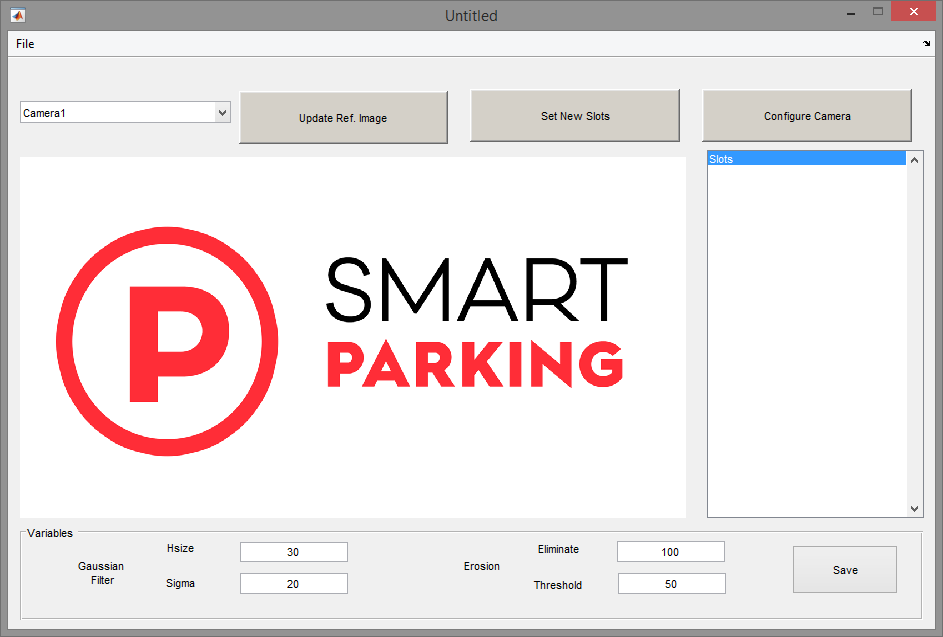 Untitled
File
Camera1
Update Ref. Image
Set New Slots
Configure Camera
Slots
P
SMART
PARKING
Variables
Gaussian
Filter
Hsize
30
Sigma
20
Erosion
Eliminate
100
Threshold
50
Save